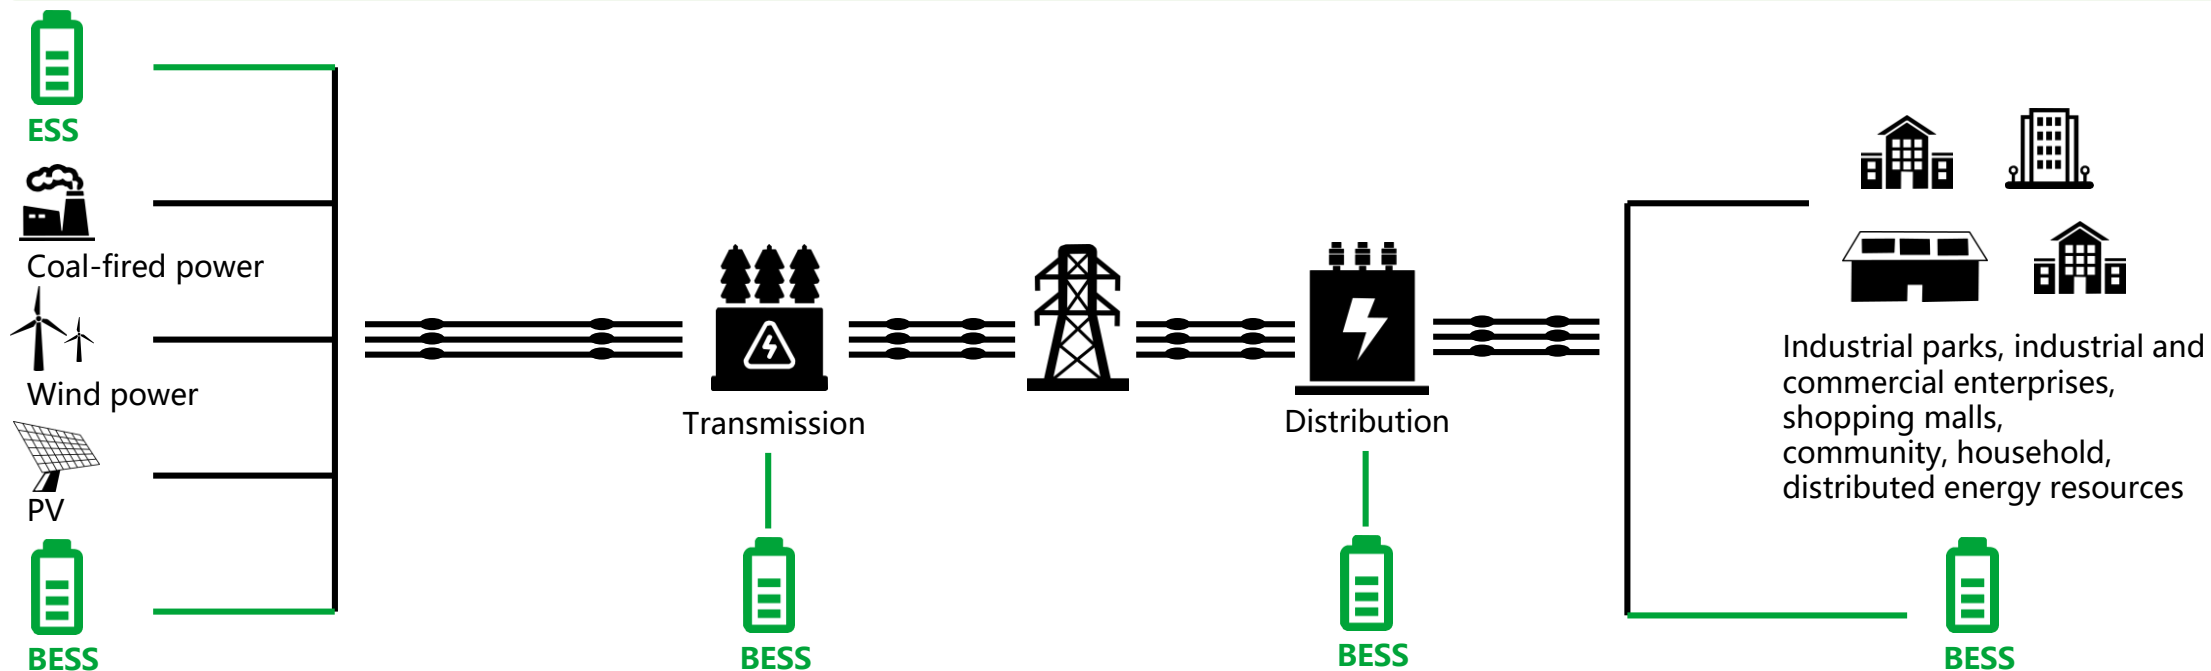 ESS
Coal-fired power
Wind power
PV
BESS
Transmission
BESS
Distribution
BESS
Industrial parks, industrial and
commercial enterprises,
shopping malls,
community, household,
distributed energy resources
BESS